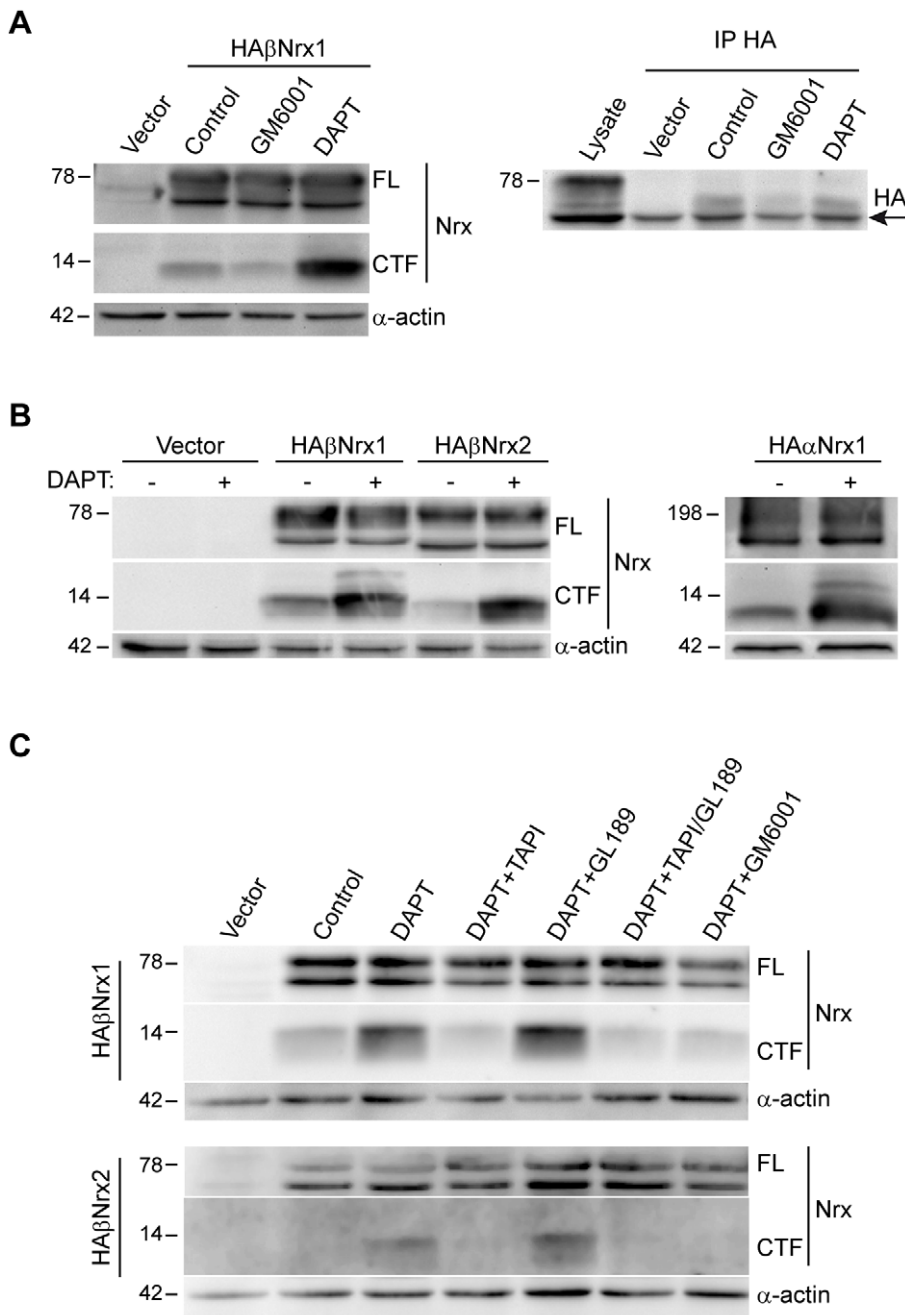 A
HAβNrx1
Vector
Control
GM6001
DAPT
78
FL
14
CTF
Nrx
42
α-actin
IP HA
Lysate
Vector
Control
GM6001
DAPT
78
HA
B
Vector
HAβNrx1
HAβNrx2
DAPT:
- + - + - +
78
FL
14
CTF
Nrx
42
α-actin
HAαNrx1
- +
198
14
42
C
Vector
Control
DAPT
DAPT+TAPI
DAPT+GL189
DAPT+TAPI/GL189
DAPT+GM6001
HAβNrx1
78
FL
14
CTF
Nrx
42
α-actin
HAβNrx2
78
FL
14
CTF
Nrx
42
α-actin